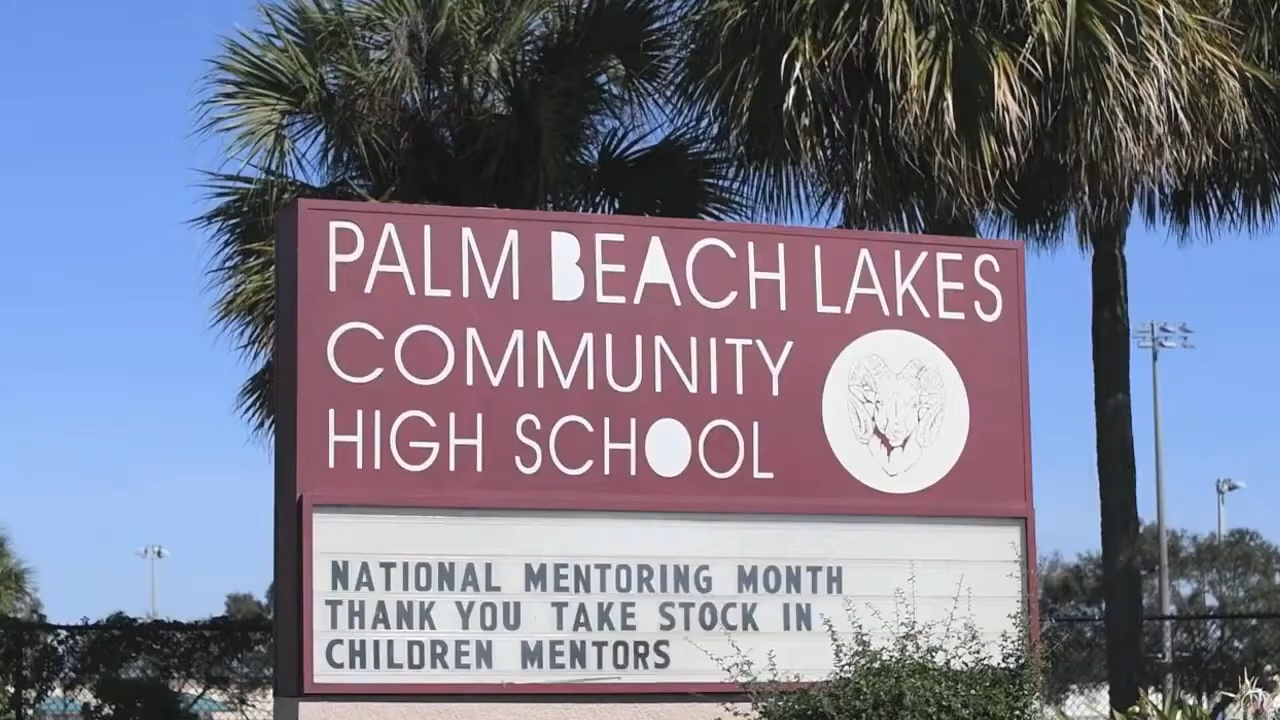 PALM BEACH LAKES
COMMUNITY
HIGH SCHOOL
NATIONAL MENTORING MONTH
THANK YOU TAKE STOCK IN
CHILDREN MENTORS